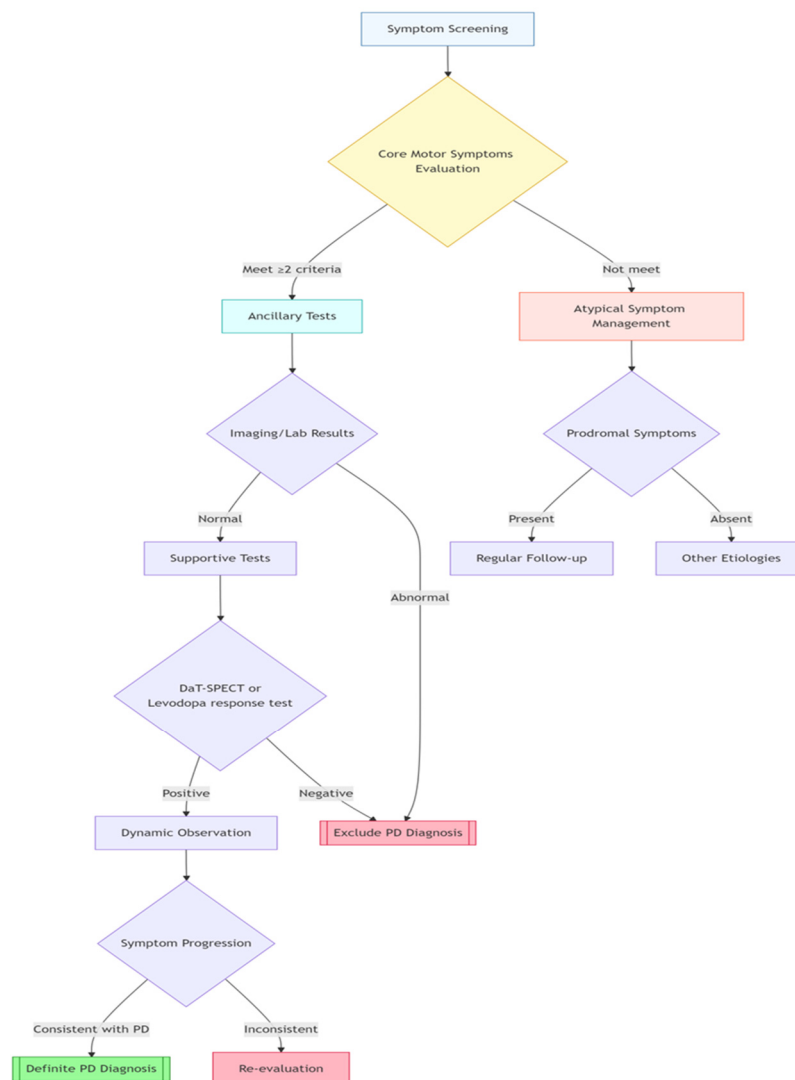 Symptom Screening
Core Motor Symptoms
Evaluation
Meet ≥2 criteria
Not meet
Ancillary Tests
Atypical Symptom
Management
Imaging/Lab Results
Prodromal Symptoms
Normal
Present
Absent
Supportive Tests
Regular Follow-up
Other Etiologies
Abnormal
DaT-SPECT or
Levodopa response test
Positive
Negative
Dynamic Observation
Exclude PD Diagnosis
Symptom Progression
Consistent with PD
Inconsistent
Definite PD Diagnosis
Re-evaluation